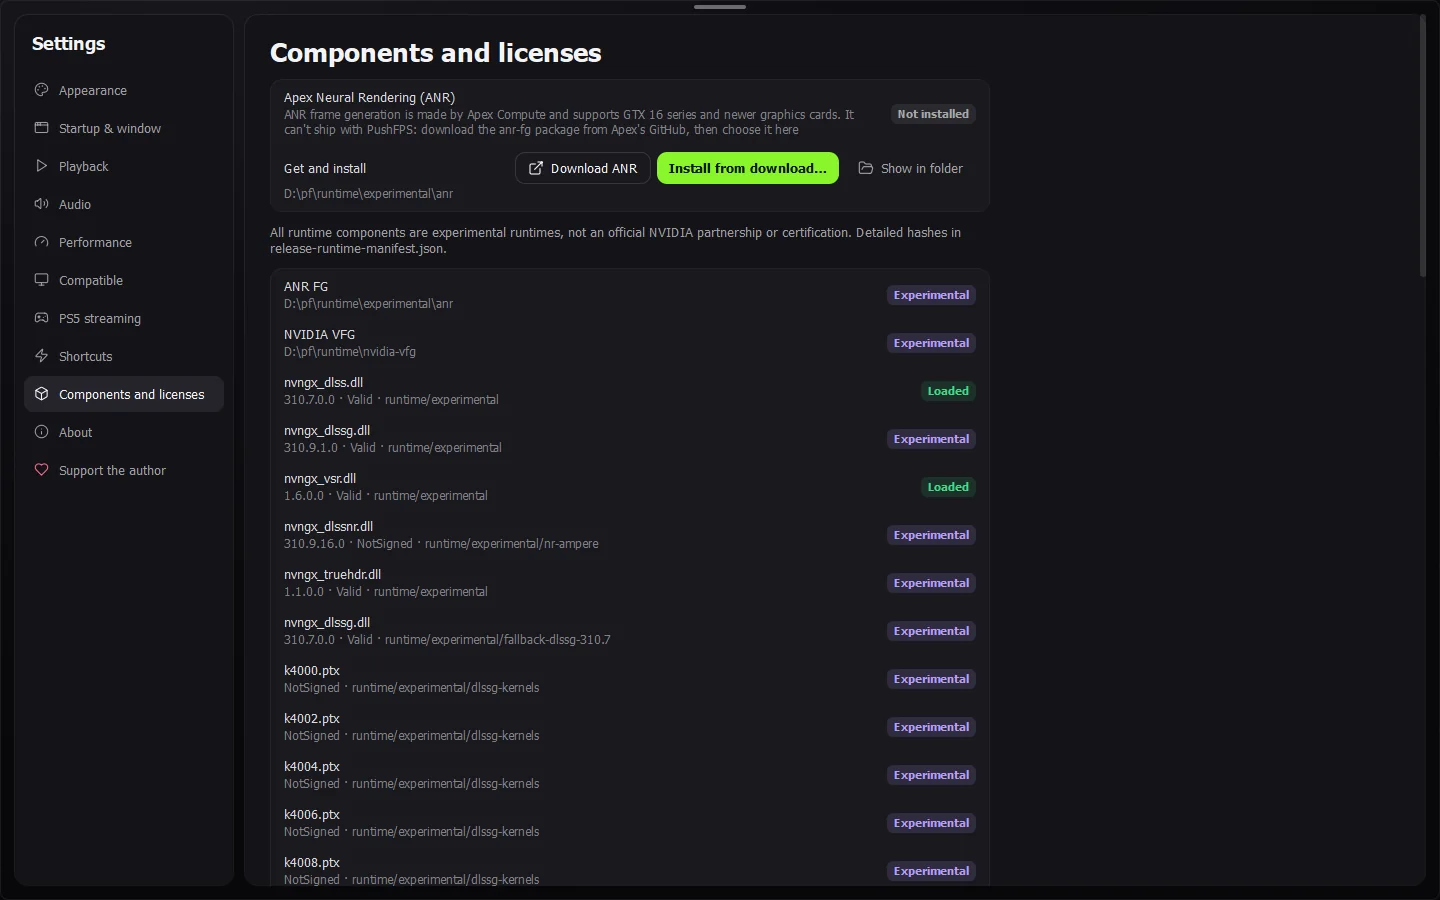 Settings
Appearance
Startup & window
Playback
Audio
Performance
Compatible
PS5 streaming
Shortcuts
Components and licenses
About
Support the author
Components and licenses
Apex Neural Rendering (ANR)
ANR frame generation is made by Apex Compute and supports GTX 16 series and newer graphics cards. It
can't ship with PushFPS: download the anr-fg package from Apex's GitHub, then choose it here
Not installed
Get and install
Download ANR
Install from download...
Show in folder
D:\pf\runtime\experimental\anr
All runtime components are experimental runtimes, not an official NVIDIA partnership or certification. Detailed hashes in
release-runtime-manifest.json.
ANR FG
D:\pf\runtime\experimental\anr
Experimental
NVIDIA VFG
D:\pf\runtime\nvidia-vfg
Experimental
nvngx_dlss.dll
310.7.0.0 · Valid · runtime/experimental
Loaded
nvngx_dlssg.dll
310.9.1.0 · Valid · runtime/experimental
Experimental
nvngx_vsr.dll
1.6.0.0 · Valid · runtime/experimental
Loaded
nvngx_dlssnr.dll
310.9.16.0 · NotSigned · runtime/experimental/nr-ampere
Experimental
nvngx_truehdr.dll
1.1.0.0 · Valid · runtime/experimental
Experimental
nvngx_dlssg.dll
310.7.0.0 · Valid · runtime/experimental/fallback-dlssg-310.7
Experimental
k4000.ptx
NotSigned · runtime/experimental/dlssg-kernels
Experimental
k4002.ptx
NotSigned · runtime/experimental/dlssg-kernels
Experimental
k4004.ptx
NotSigned · runtime/experimental/dlssg-kernels
Experimental
k4006.ptx
NotSigned · runtime/experimental/dlssg-kernels
Experimental
k4008.ptx
NotSigned · runtime/experimental/dlssg-kernels
Experimental